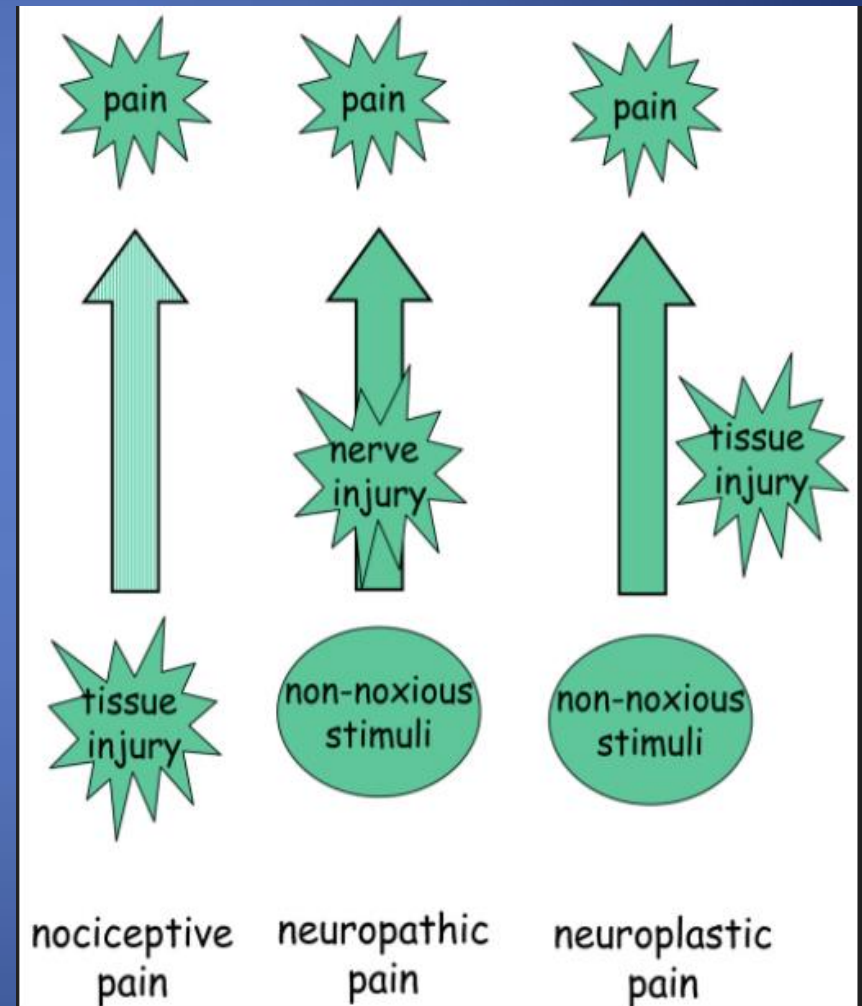 pain
pain
pain
nerve
injury
tissue
injury
tissue
injury
non-noxious
stimuli
non-noxious
stimuli
nociceptive
pain
neuropathic
pain
neuroplastic
pain